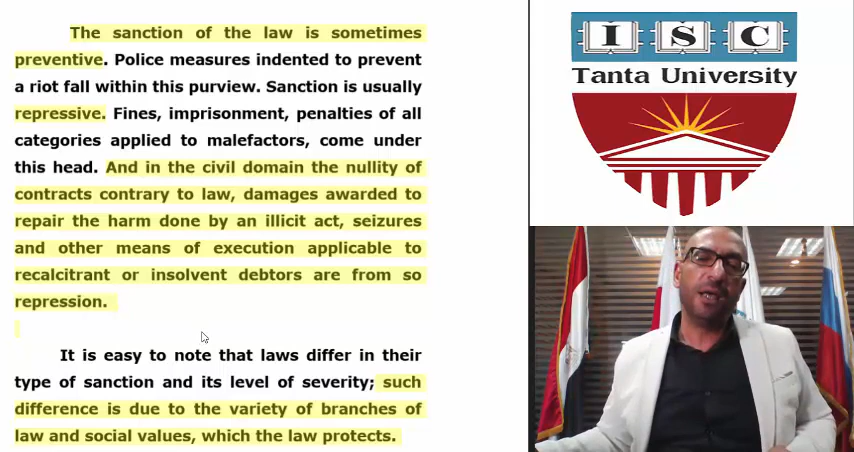 The sanction of the law is sometimes
preventive. Police measures indented to prevent
a riot fall within this purview. Sanction is usually
repressive. Fines, imprisonment, penalties of all
categories applied to malefactors, come under
this head. And in the civil domain the nullity of
contracts contrary to law, damages awarded to
repair the harm done by an illicit act, seizures
and other means of execution applicable to
recalcitrant or insolvent debtors are from so
repression.
It is easy to note that laws differ in their
type of sanction and its level of severity; such
difference is due to the variety of branches of
law and social values, which the law protects.
I S C
Tanta University